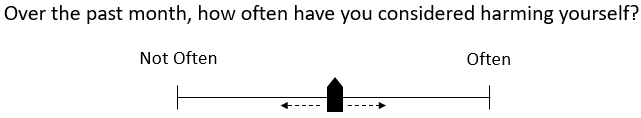 Over the past month, how often have you considered harming yourself?
Not Often Often